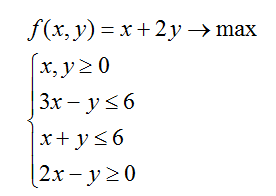 f(x, y) = x + 2y → max
x, y ≥ 0
3x − y ≤ 6
x + y ≤ 6
2x − y ≥ 0